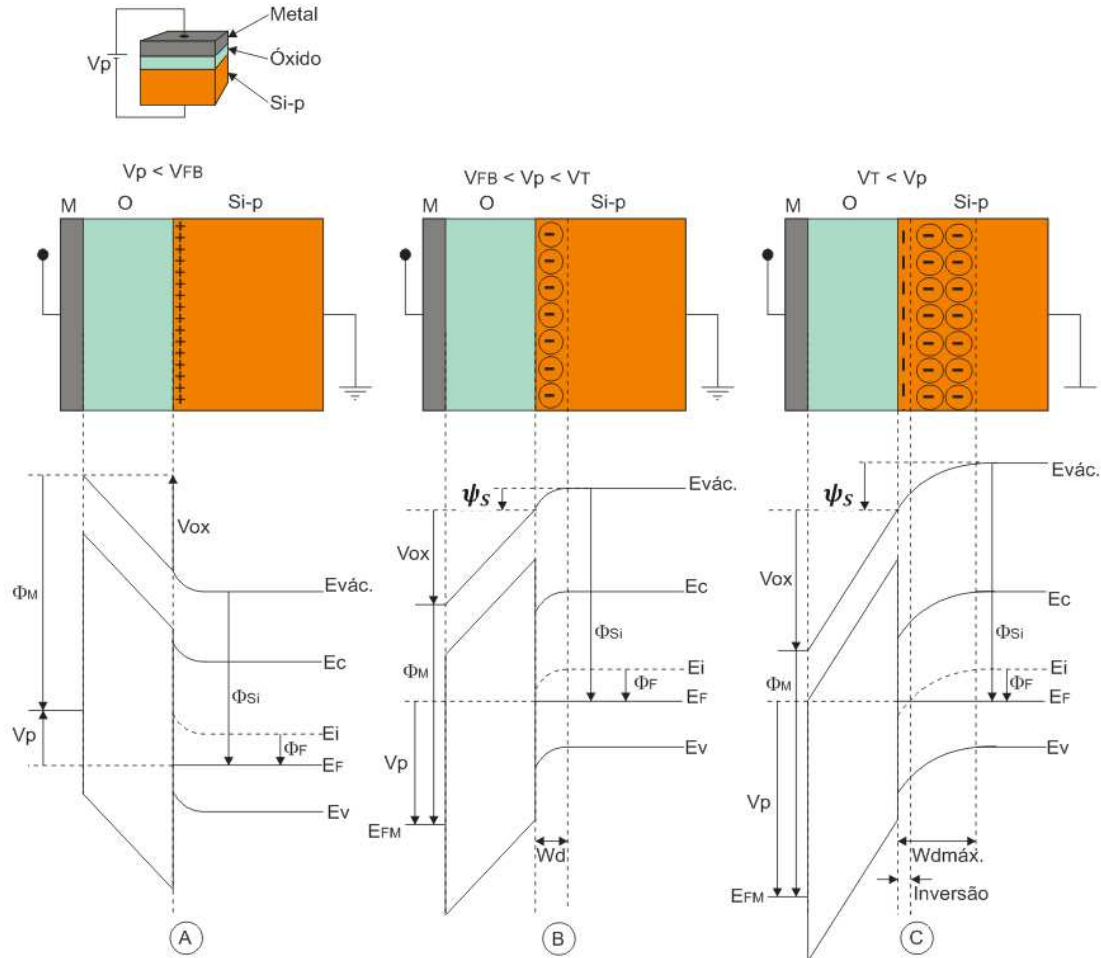 Metal
Óxido
Vp
Si-p
Vp < VFB
M O Si-p
VFB < Vp < VT
M O Si-p
VT < Vp
M O Si-p
Vox
ΦM
Evác.
Ec
ΦSi
Vp
Ei
ΦF
EF
Ev
A
ψS
Evác.
Vox
Ec
ΦSi
ΦM
Ei
ΦF
EF
Ev
Vp
EFM
Wd
B
ψS
Evác.
Vox
Ec
ΦSi
ΦM
Ei
ΦF
EF
Ev
Vp
Wdmáx.
EFM
Inversão
C